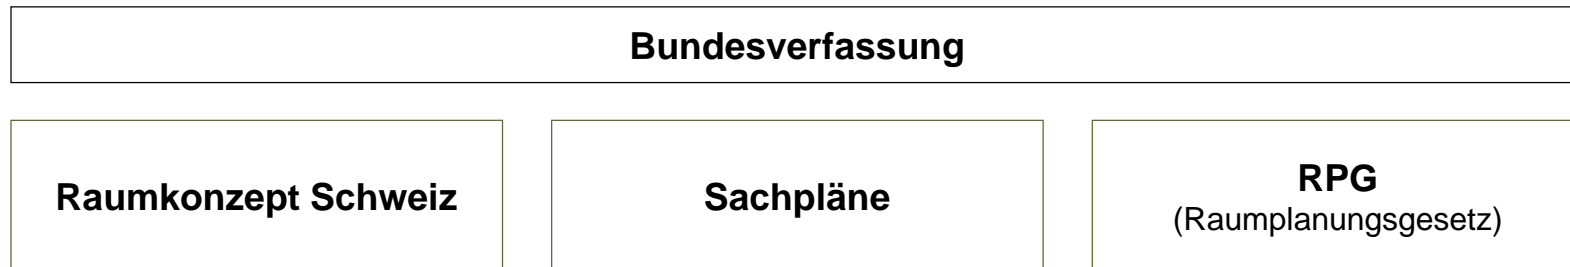 Bundesverfassung
Raumkonzept Schweiz
Sachpläne
RPG
(Raumplanungsgesetz)